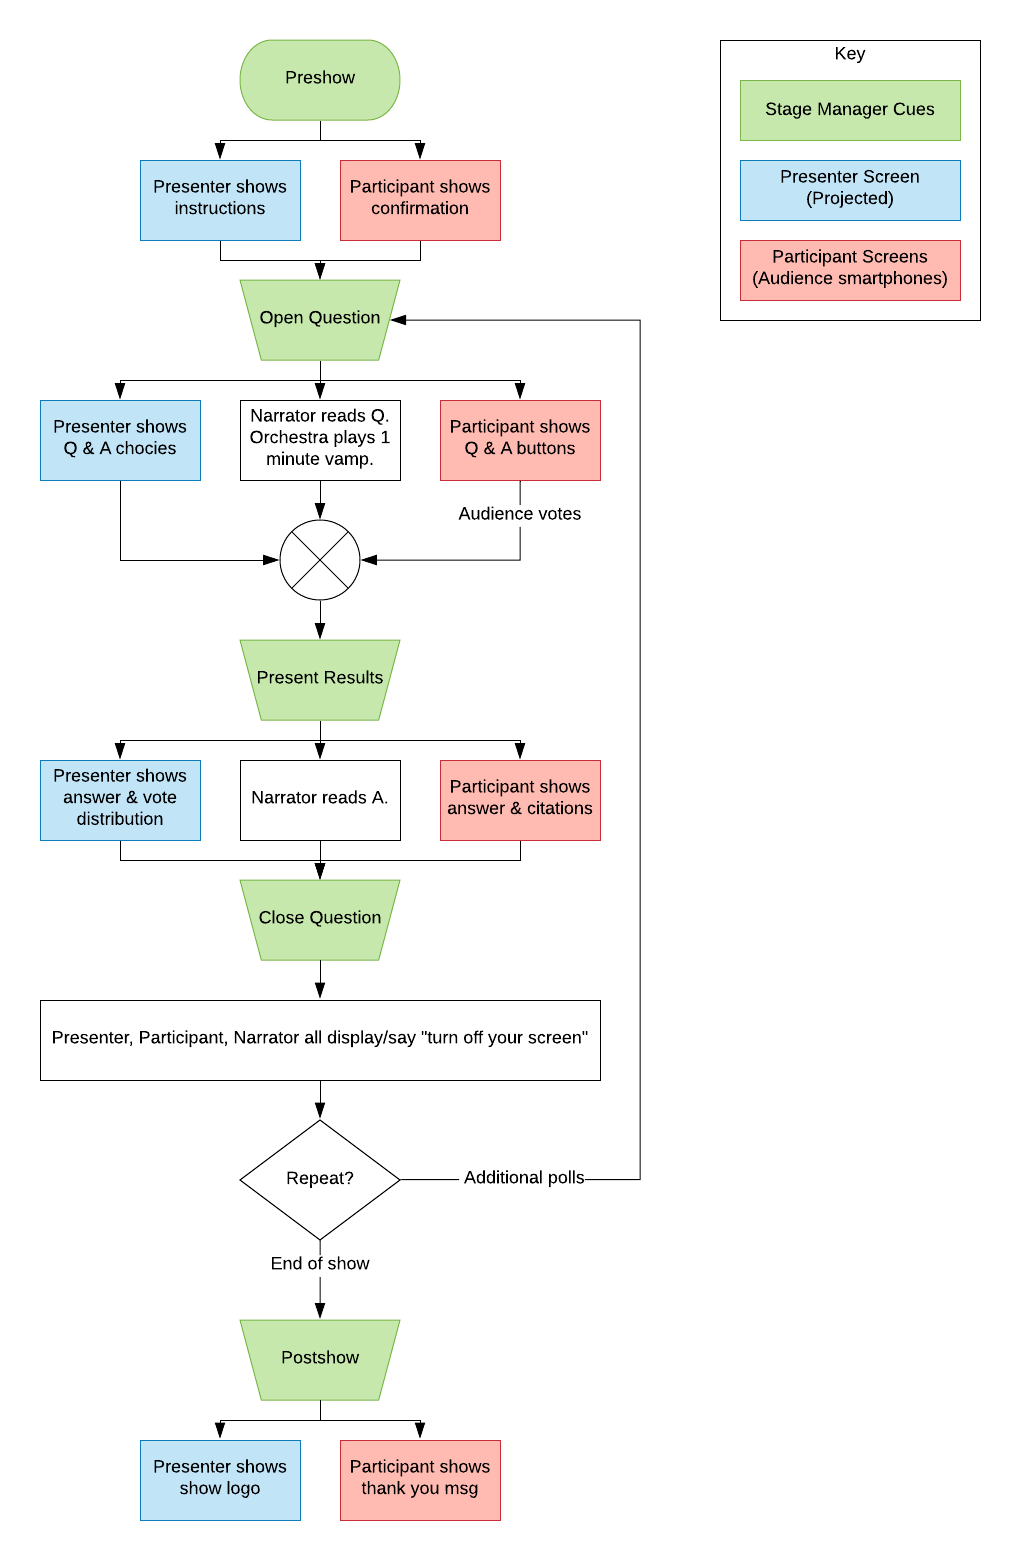 Preshow
Key
Stage Manager Cues
Presenter Screen
(Projected)
Participant Screens
(Audience smartphones)
Presenter shows
instructions
Participant shows
confirmation
Open Question
Presenter shows
Q & A chocies
Narrator reads Q.
Orchestra plays 1
minute vamp.
Participant shows
Q & A buttons
Audience votes
Present Results
Presenter shows
answer & vote
distribution
Narrator reads A.
Participant shows
answer & citations
Close Question
Presenter, Participant, Narrator all display/say "turn off your screen"
Repeat?
Additional polls
End of show
Postshow
Presenter shows
show logo
Participant shows
thank you msg